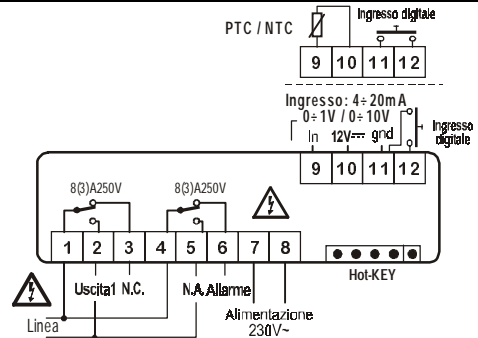 PTC / NTC
Ingresso digitale
9 10 11 12
Ingresso: 4÷20mA
0÷1V / 0÷10V
In 12V gnd
Ingresso
digitale
9 10 11 12
8(3)A250V 8(3)A250V
1 2 3 4 5 6 7 8
Hot-KEY
Uscita1 N.C. N.A. Allarme
Alimentazione
230V~
Linea